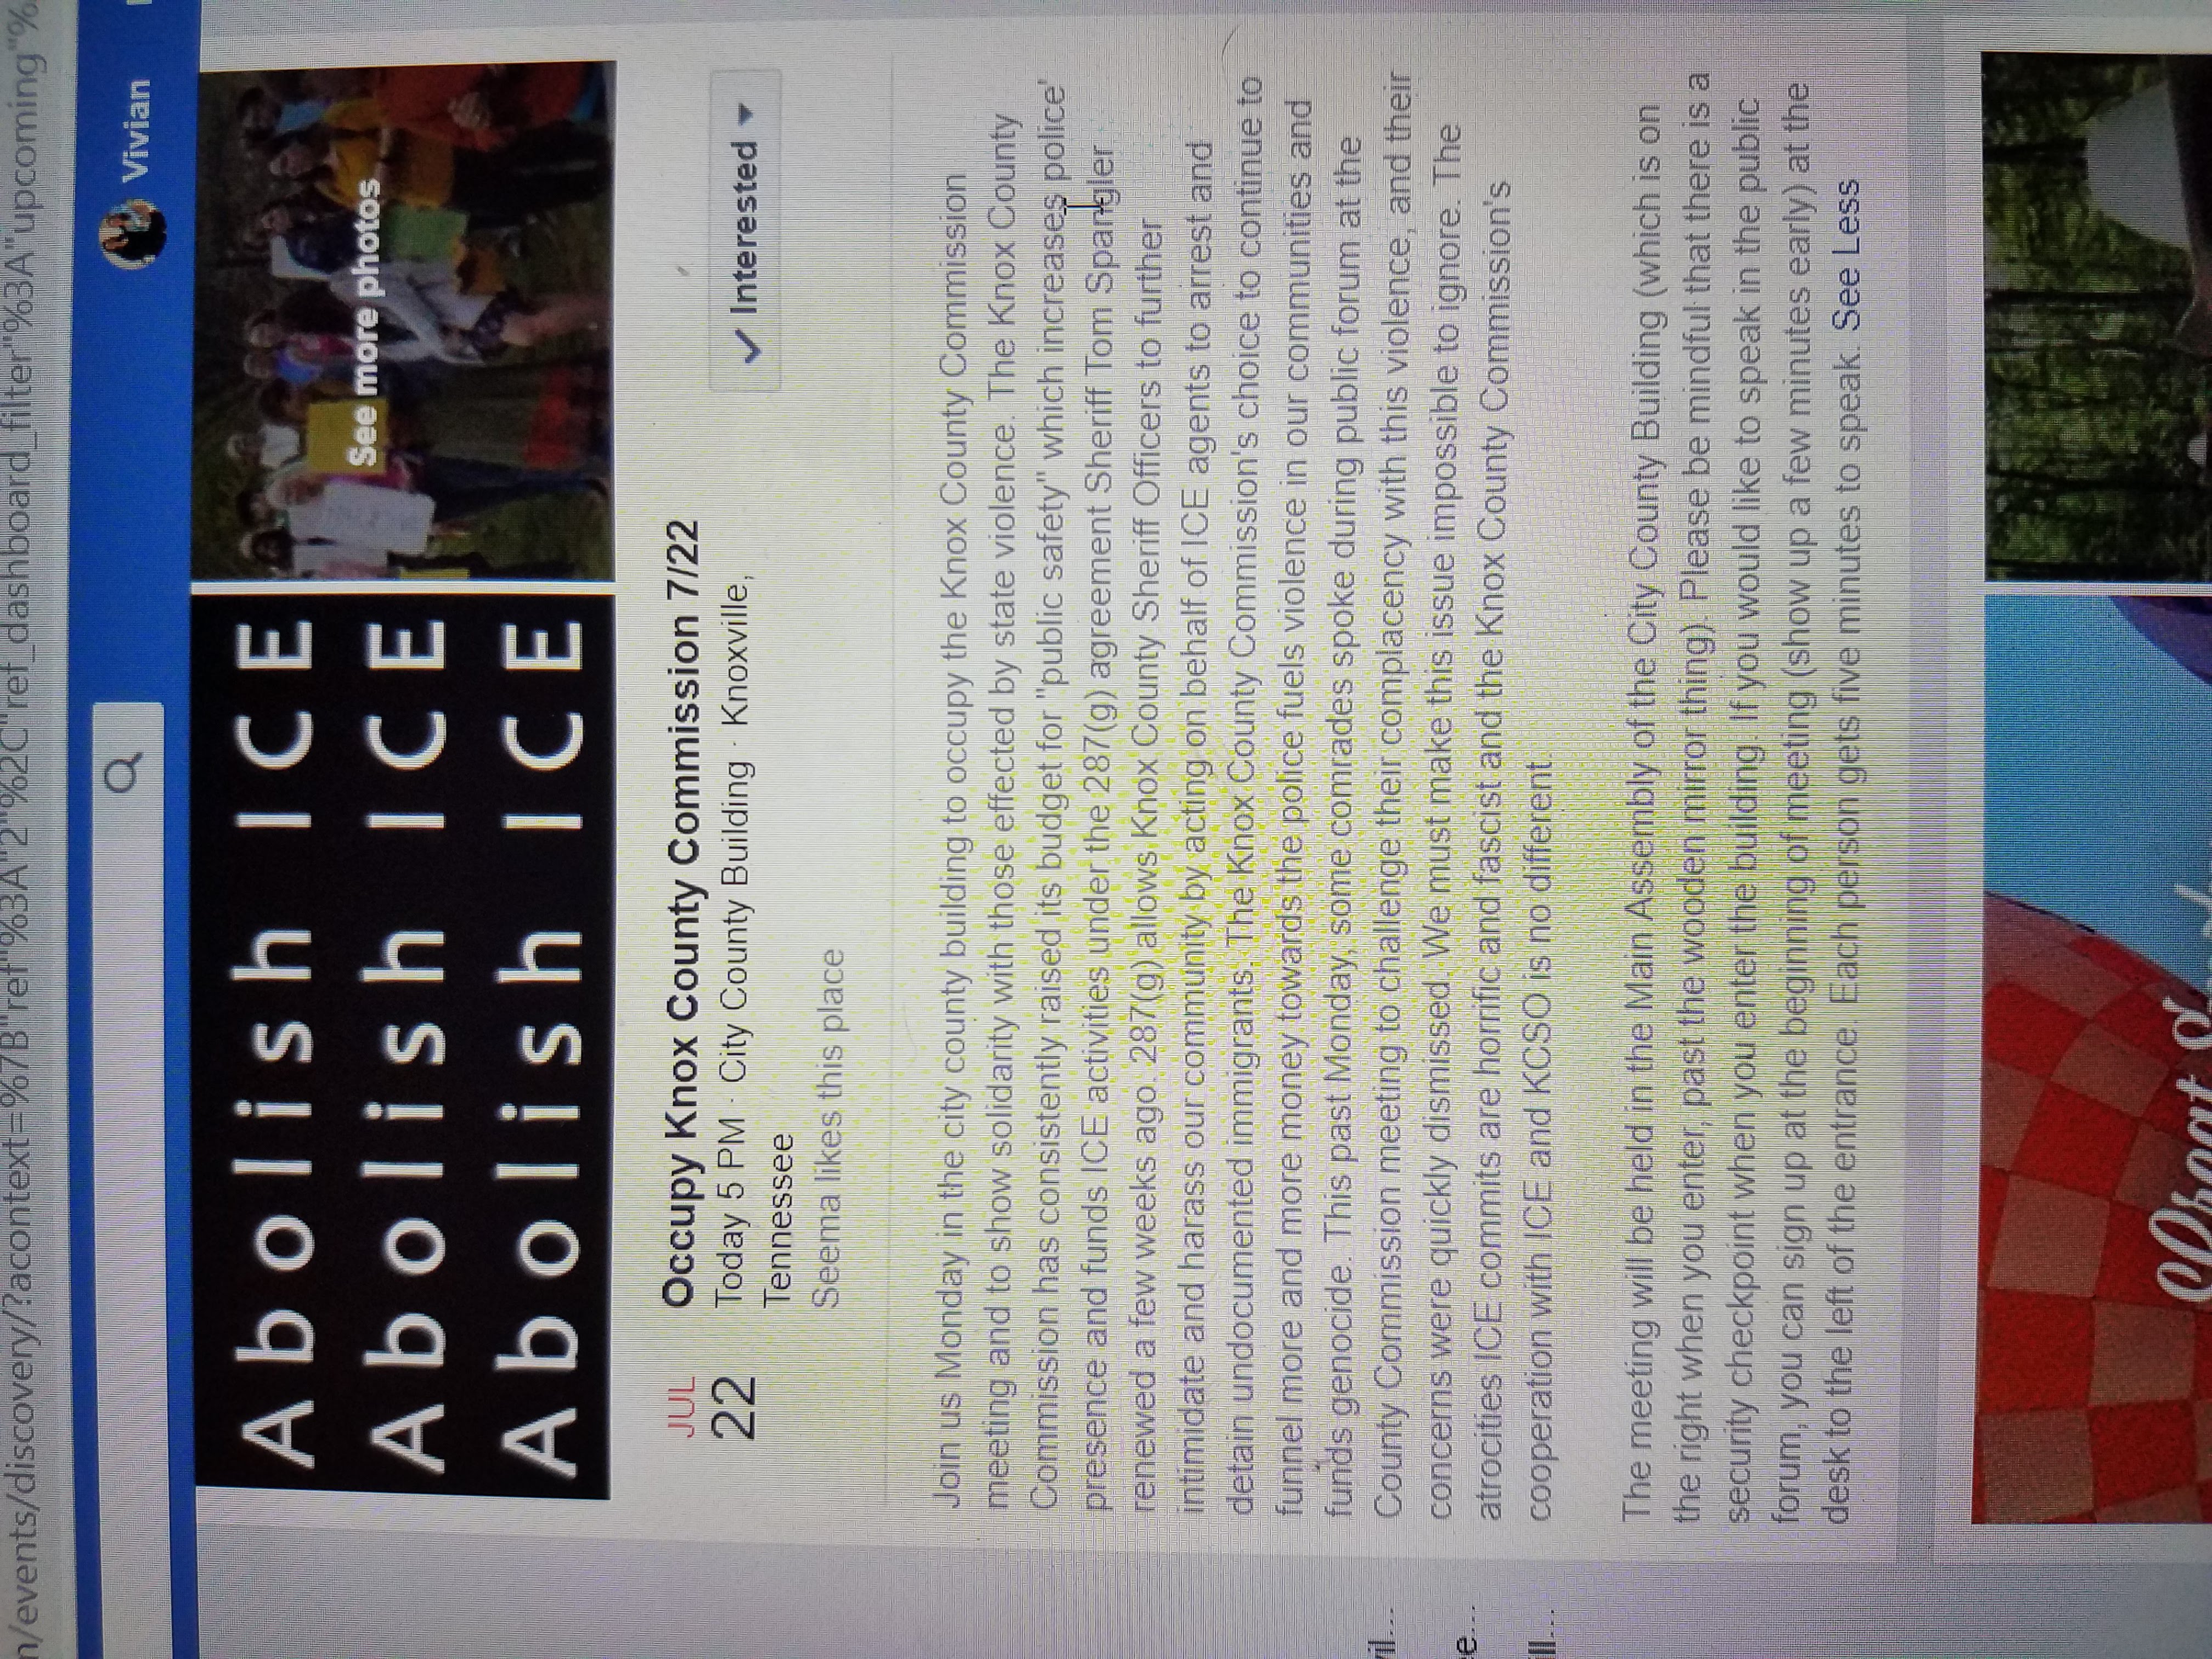 n/events/discovery/?acontext=%7B"ref"%3A"2"%2C"ref_dashboard_filter"%3A"upcoming"%
Vivian
Abolish ICE
Abolish ICE
Abolish ICE
See more photos
JUL
22
Occupy Knox County Commission 7/22
Today 5 PM · City County Building · Knoxville,
Tennessee
Seema likes this place
Interested
Join us Monday in the city county building to occupy the Knox County Commission
meeting and to show solidarity with those effected by state violence. The Knox County
Commission has consistently raised its budget for "public safety" which increases police'
presence and funds ICE activities under the 287(g) agreement Sheriff Tom Spangler
renewed a few weeks ago. 287(g) allows Knox County Sheriff Officers to further
intimidate and harass our community by acting on behalf of ICE agents to arrest and
detain undocumented immigrants. The Knox County Commission's choice to continue to
funnel more and more money towards the police fuels violence in our communities and
funds genocide. This past Monday, some comrades spoke during public forum at the
County Commission meeting to challenge their complacency with this violence, and their
concerns were quickly dismissed. We must make this issue impossible to ignore. The
atrocities ICE commits are horrific and fascist and the Knox County Commission's
cooperation with ICE and KCSO is no different.
The meeting will be held in the Main Assembly of the City County Building (which is on
the right when you enter, past the wooden mirror thing). Please be mindful that there is a
security checkpoint when you enter the building. If you would like to speak in the public
forum, you can sign up at the beginning of meeting (show up a few minutes early) at the
desk to the left of the entrance. Each person gets five minutes to speak. See Less